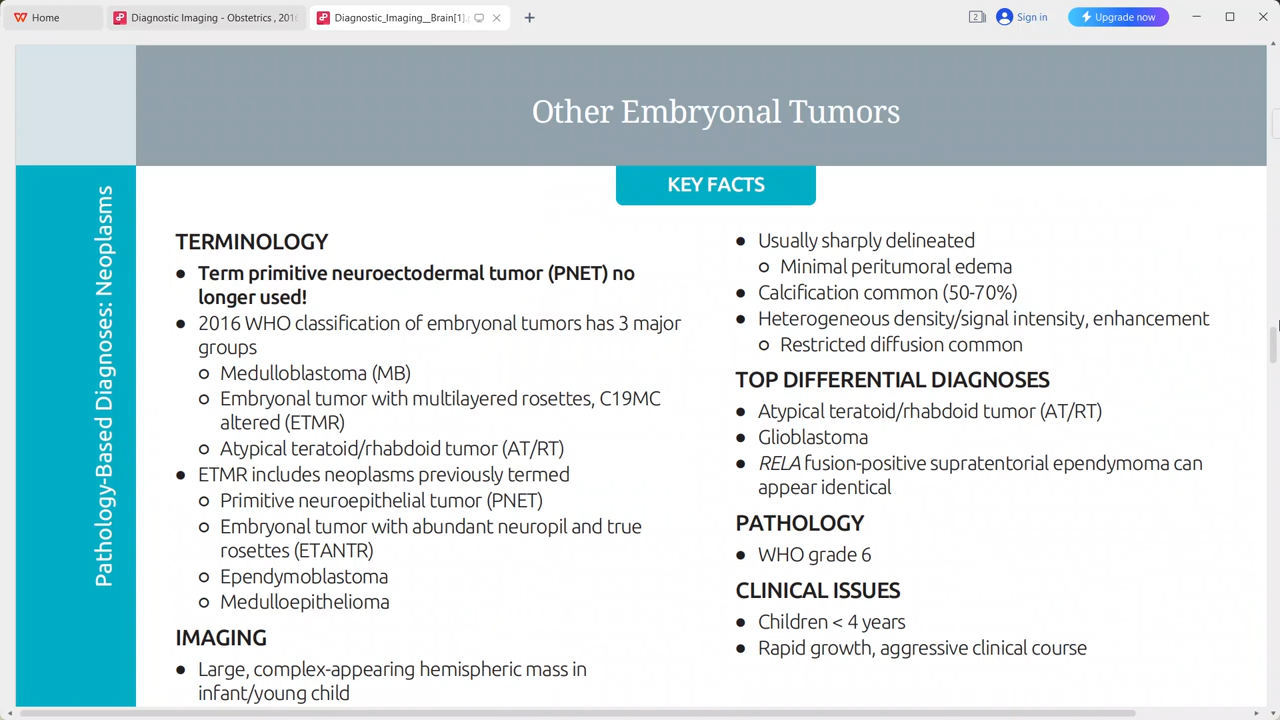 Home
Diagnostic Imaging - Obstetrics , 2016
Diagnostic_Imaging__Brain[1].
2
Sign in
Upgrade now
Other Embryonal Tumors
KEY FACTS
Pathology-Based Diagnoses: Neoplasms
TERMINOLOGY
• Term primitive neuroectodermal tumor (PNET) no
longer used!
• 2016 WHO classification of embryonal tumors has 3 major
groups
○ Medulloblastoma (MB)
○ Embryonal tumor with multilayered rosettes, C19MC
altered (ETMR)
○ Atypical teratoid/rhabdoid tumor (AT/RT)
• ETMR includes neoplasms previously termed
○ Primitive neuroepithelial tumor (PNET)
○ Embryonal tumor with abundant neuropil and true
rosettes (ETANTR)
○ Ependymoblastoma
○ Medulloepithelioma
IMAGING
• Large, complex-appearing hemispheric mass in
infant/young child
• Usually sharply delineated
○ Minimal peritumoral edema
• Calcification common (50-70%)
• Heterogeneous density/signal intensity, enhancement
○ Restricted diffusion common
TOP DIFFERENTIAL DIAGNOSES
• Atypical teratoid/rhabdoid tumor (AT/RT)
• Glioblastoma
• RELA fusion-positive supratentorial ependymoma can
appear identical
PATHOLOGY
• WHO grade 6
CLINICAL ISSUES
• Children < 4 years
• Rapid growth, aggressive clinical course